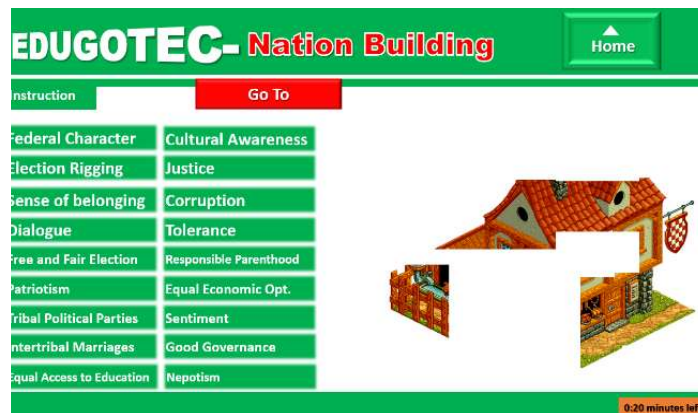 EDUGOTEC- Nation Building
Home
Instruction
Go To
Federal Character Cultural Awareness
Election Rigging Justice
Sense of belonging Corruption
Dialogue Tolerance
Free and Fair Election Responsible Parenthood
Patriotism Equal Economic Opt.
Tribal Political Parties Sentiment
Intertribal Marriages Good Governance
Equal Access to Education Nepotism
0:20 minutes lef